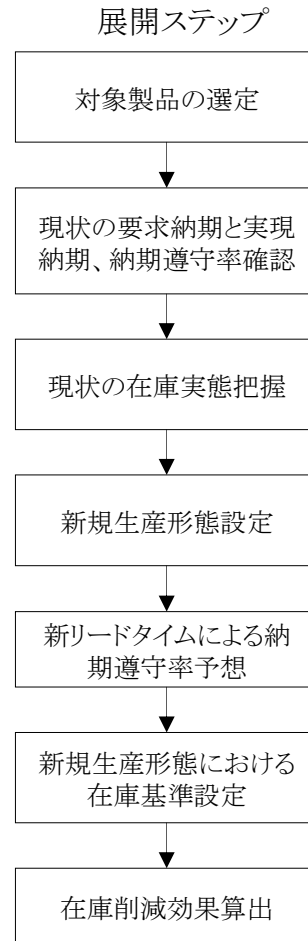 展開ステップ
対象製品の選定
現状の要求納期と実現
納期、納期遵守率確認
現状の在庫実態把握
新規生産形態設定
新リードタイムによる納
期遵守率予想
新規生産形態における
在庫基準設定
在庫削減効果算出